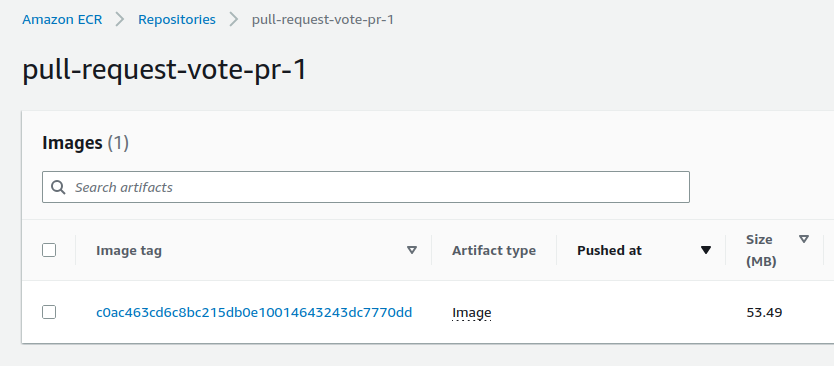 Amazon ECR > Repositories > pull-request-vote-pr-1
pull-request-vote-pr-1
Images (1)
Search artifacts
Image tag Artifact type Pushed at Size (MB)
c0ac463cd6c8bc215db0e10014643243dc7770dd Image 53.49